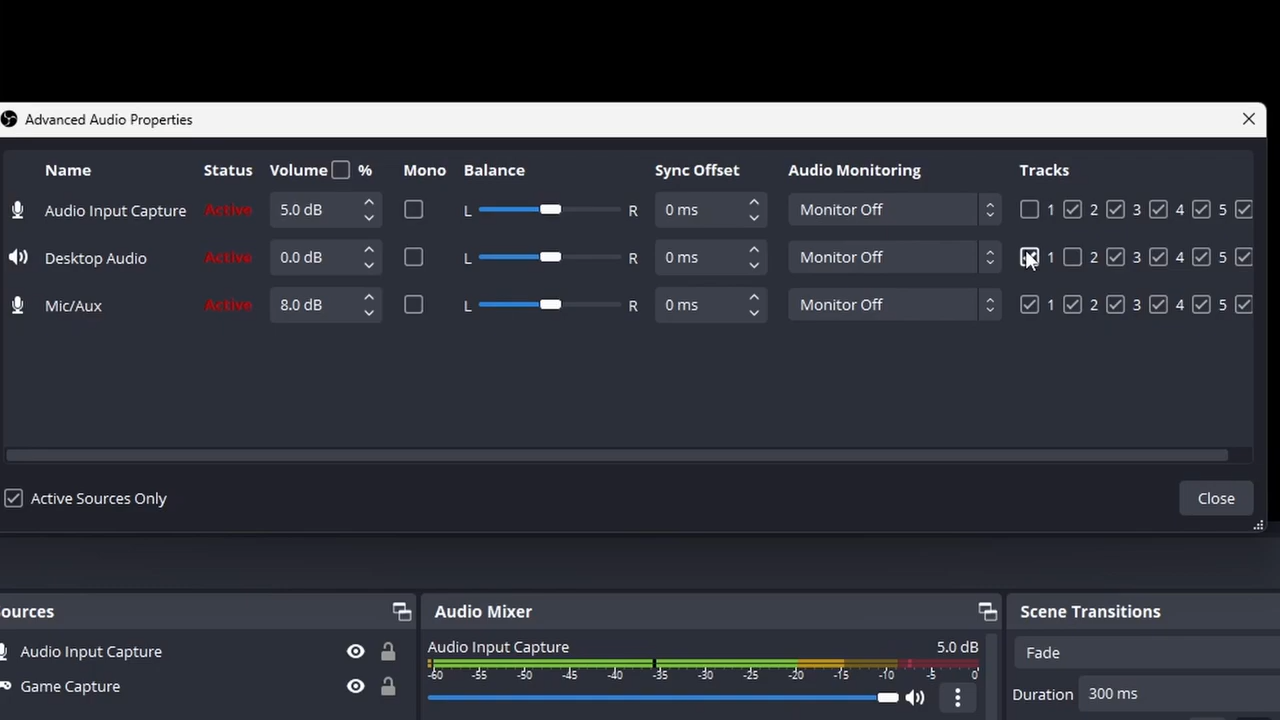 Advanced Audio Properties
Name Status Volume % Mono Balance Sync Offset Audio Monitoring Tracks
Audio Input Capture Active 5.0 dB L R 0 ms Monitor Off 1 2 3 4 5
Desktop Audio Active 0.0 dB L R 0 ms Monitor Off 1 2 3 4 5
Mic/Aux Active 8.0 dB L R 0 ms Monitor Off 1 2 3 4 5
Active Sources Only Close
ources Audio Mixer Scene Transitions
Audio Input Capture Audio Input Capture 5.0 dB Fade
-60 -55 -50 -45 -40 -35 -30 -25 -20 -15 -10 -5 0
Game Capture Duration 300 ms